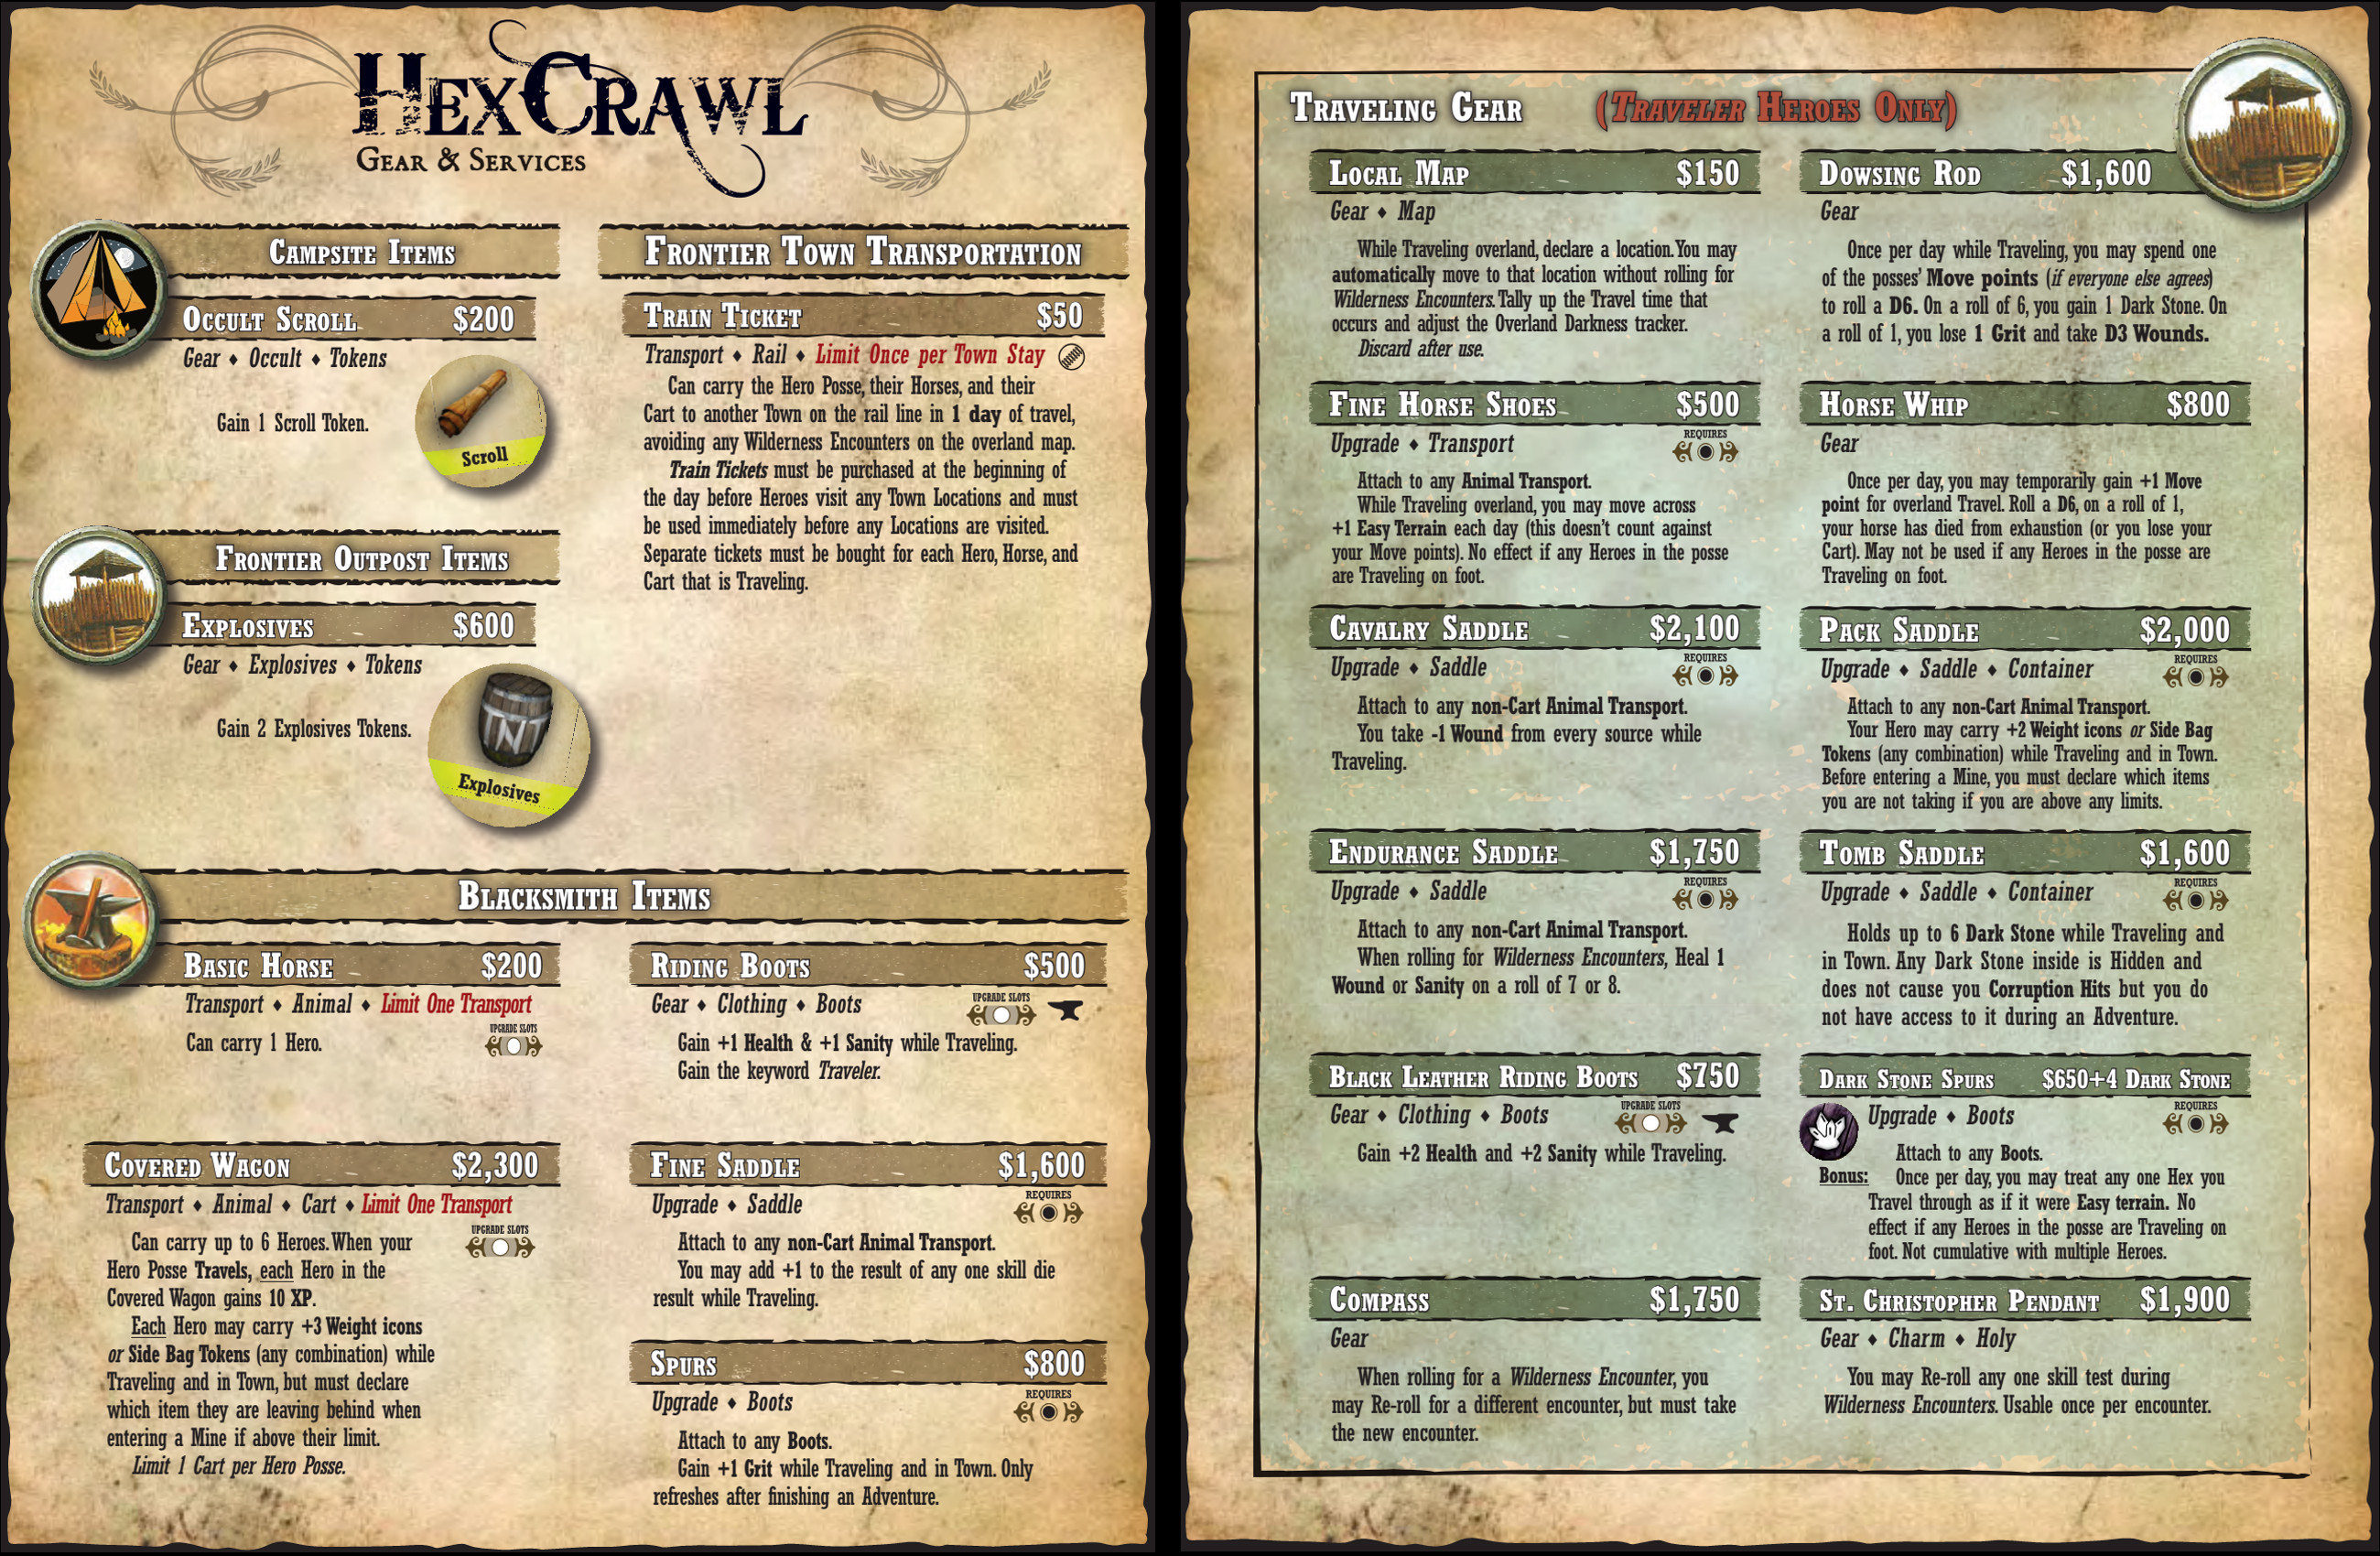 HexCrawl
Gear & Services
Campsite Items
Occult Scroll $200
Gear ♦ Occult ♦ Tokens
Gain 1 Scroll Token.
Scroll
Frontier Outpost Items
Explosives $600
Gear ♦ Explosives ♦ Tokens
Gain 2 Explosives Tokens.
N
Explosives
Frontier Town Transportation
Train Ticket $50
Transport ♦ Rail ♦ Limit Once per Town Stay
Can carry the Hero Posse, their Horses, and their
Cart to another Town on the rail line in 1 day of travel,
avoiding any Wilderness Encounters on the overland map.
Train Tickets must be purchased at the beginning of
the day before Heroes visit any Town Locations and must
be used immediately before any Locations are visited.
Separate tickets must be bought for each Hero, Horse, and
Cart that is Traveling.
Blacksmith Items
Basic Horse $200
Transport ♦ Animal ♦ Limit One Transport
UPGRADE SLOTS
Can carry 1 Hero.
Covered Wagon $2,300
Transport ♦ Animal ♦ Cart ♦ Limit One Transport
UPGRADE SLOTS
Can carry up to 6 Heroes. When your
Hero Posse Travels, each Hero in the
Covered Wagon gains 10 XP.
Each Hero may carry +3 Weight icons
or Side Bag Tokens (any combination) while
Traveling and in Town, but must declare
which item they are leaving behind when
entering a Mine if above their limit.
Limit 1 Cart per Hero Posse.
Riding Boots $500
Gear ♦ Clothing ♦ Boots
UPGRADE SLOTS
Gain +1 Health & +1 Sanity while Traveling.
Gain the keyword Traveler.
Fine Saddle $1,600
Upgrade ♦ Saddle
REQUIRES
Attach to any non-Cart Animal Transport.
You may add +1 to the result of any one skill die
result while Traveling.
Spurs $800
Upgrade ♦ Boots
REQUIRES
Attach to any Boots.
Gain +1 Grit while Traveling and in Town. Only
refreshes after finishing an Adventure.
Traveling Gear (Traveler Heroes Only)
Local Map $150
Gear ♦ Map
While Traveling overland, declare a location. You may
automatically move to that location without rolling for
Wilderness Encounters. Tally up the Travel time that
occurs and adjust the Overland Darkness tracker.
Discard after use.
Dowsing Rod $1,600
Gear
Once per day while Traveling, you may spend one
of the posses' Move points (if everyone else agrees)
to roll a D6. On a roll of 6, you gain 1 Dark Stone. On
a roll of 1, you lose 1 Grit and take D3 Wounds.
Fine Horse Shoes $500
Upgrade ♦ Transport
REQUIRES
Attach to any Animal Transport.
While Traveling overland, you may move across
+1 Easy Terrain each day (this doesn't count against
your Move points). No effect if any Heroes in the posse
are Traveling on foot.
Horse Whip $800
Gear
Once per day, you may temporarily gain +1 Move
point for overland Travel. Roll a D6, on a roll of 1,
your horse has died from exhaustion (or you lose your
Cart). May not be used if any Heroes in the posse are
Traveling on foot.
Cavalry Saddle $2,100
Upgrade ♦ Saddle
REQUIRES
Attach to any non-Cart Animal Transport.
You take -1 Wound from every source while
Traveling.
Pack Saddle $2,000
Upgrade ♦ Saddle ♦ Container
REQUIRES
Attach to any non-Cart Animal Transport.
Your Hero may carry +2 Weight icons or Side Bag
Tokens (any combination) while Traveling and in Town.
Before entering a Mine, you must declare which items
you are not taking if you are above any limits.
Endurance Saddle $1,750
Upgrade ♦ Saddle
REQUIRES
Attach to any non-Cart Animal Transport.
When rolling for Wilderness Encounters, Heal 1
Wound or Sanity on a roll of 7 or 8.
Tomb Saddle $1,600
Upgrade ♦ Saddle ♦ Container
REQUIRES
Holds up to 6 Dark Stone while Traveling and
in Town. Any Dark Stone inside is Hidden and
does not cause you Corruption Hits but you do
not have access to it during an Adventure.
Black Leather Riding Boots $750
Gear ♦ Clothing ♦ Boots
UPGRADE SLOTS
Gain +2 Health and +2 Sanity while Traveling.
Dark Stone Spurs $650+4 Dark Stone
Upgrade ♦ Boots
REQUIRES
Attach to any Boots.
Bonus: Once per day, you may treat any one Hex you
Travel through as if it were Easy terrain. No
effect if any Heroes in the posse are Traveling on
foot. Not cumulative with multiple Heroes.
Compass $1,750
Gear
When rolling for a Wilderness Encounter, you
may Re-roll for a different encounter, but must take
the new encounter.
St. Christopher Pendant $1,900
Gear ♦ Charm ♦ Holy
You may Re-roll any one skill test during
Wilderness Encounters. Usable once per encounter.